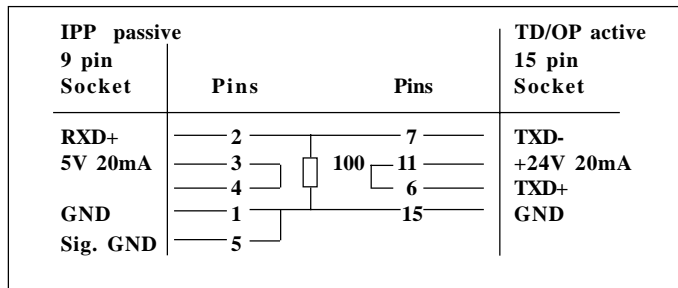 IPP passive TD/OP active
9 pin 15 pin
Socket Pins Pins Socket
RXD+ 2 7 TXD-
5V 20mA 3 100 11 +24V 20mA
4 6 TXD+
GND 1 15 GND
Sig. GND 5